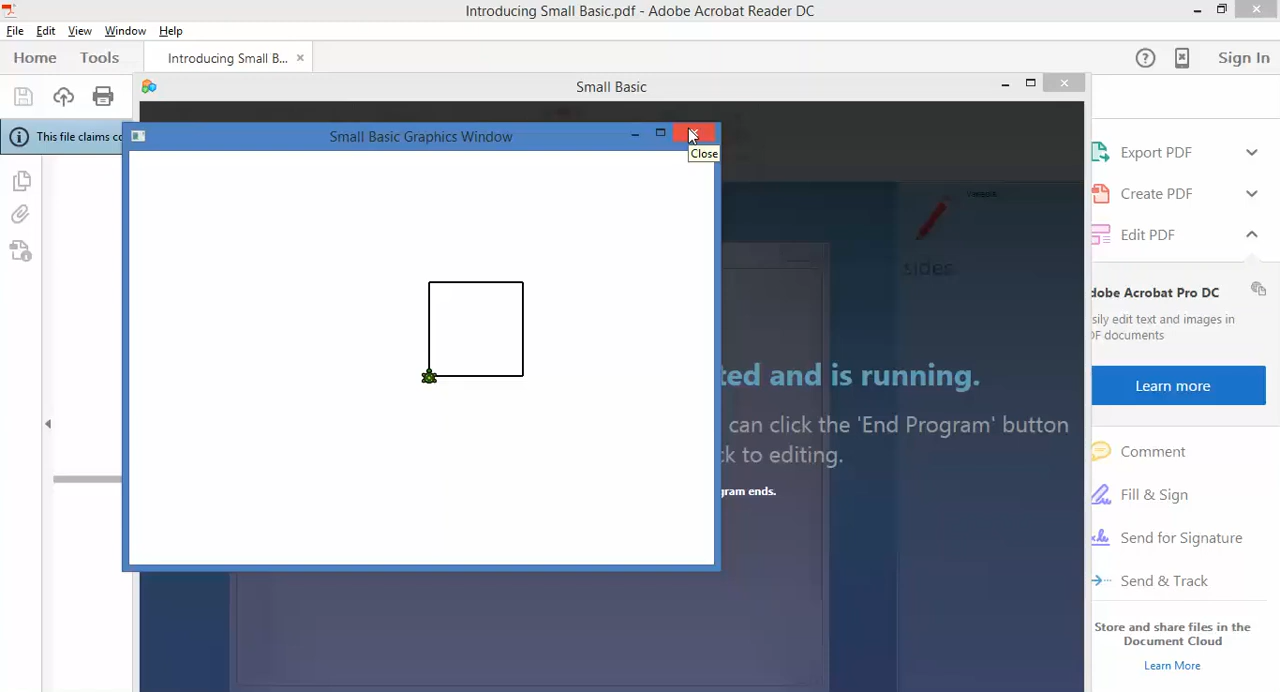 Introducing Small Basic.pdf - Adobe Acrobat Reader DC
File Edit View Window Help
Home Tools Introducing Small B... Sign In
Small Basic
This file claims
Small Basic Graphics Window
Close
sides
ted and is running.
can click the 'End Program' button
ck to editing.
gram ends.
Export PDF
Create PDF
Edit PDF
dobe Acrobat Pro DC
sily edit text and images in
DF documents
Learn more
Comment
Fill & Sign
Send for Signature
Send & Track
Store and share files in the
Document Cloud
Learn More